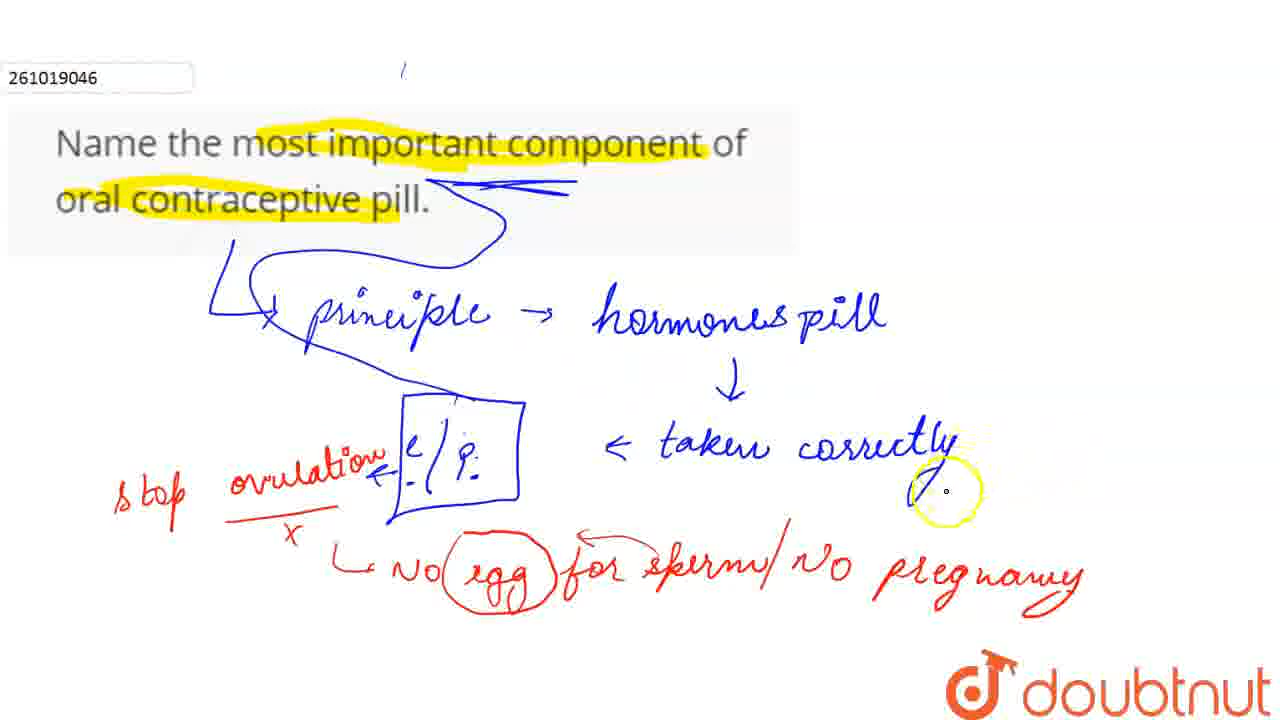 261019046
Name the most important component of
oral contraceptive pill.
principle → hormones pill
stop ovulation ← e/p. ← taken correctly
x
No egg for sperm/No pregnancy
doubtnut